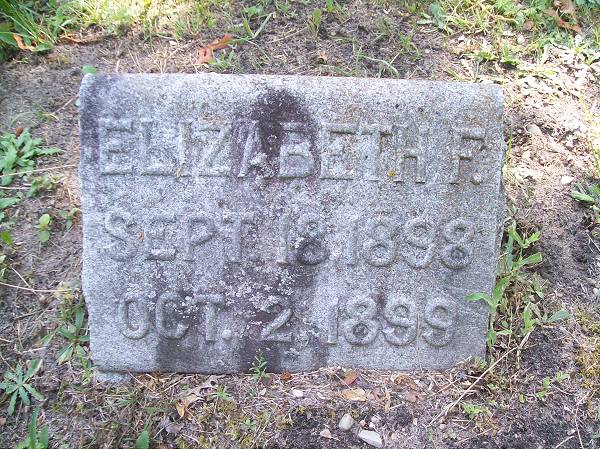 ELIZABETH F.
SEPT. 18, 1898
OCT. 2, 1899